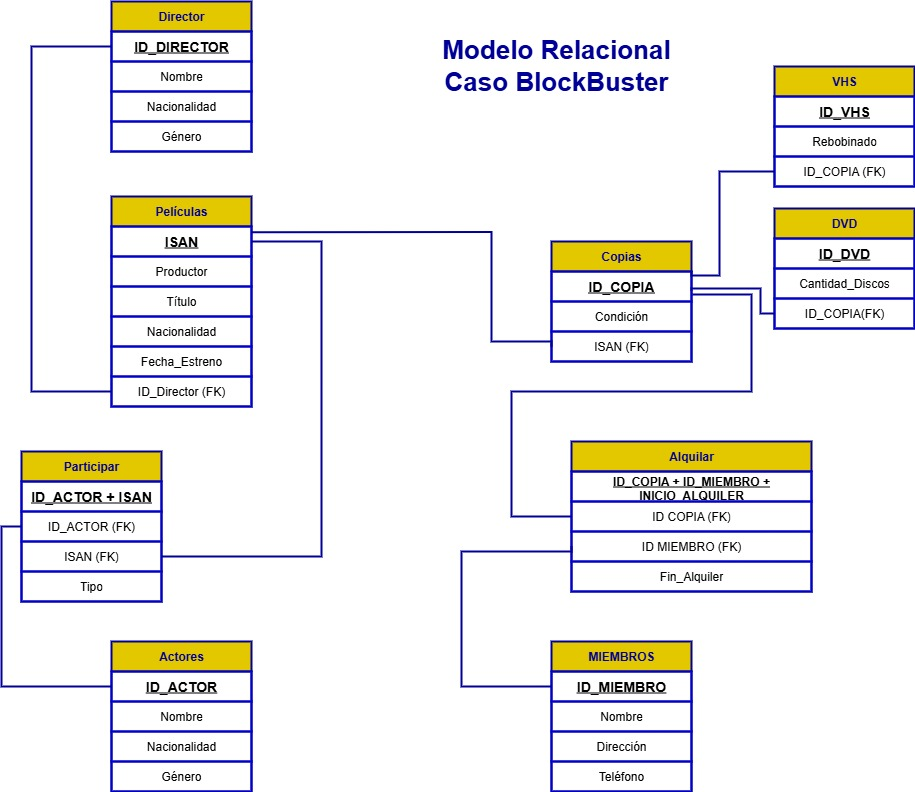 Modelo Relacional
Caso BlockBuster
Director
ID_DIRECTOR
Nombre
Nacionalidad
Género
Películas
ISAN
Productor
Título
Nacionalidad
Fecha_Estreno
ID_Director (FK)
Participar
ID_ACTOR + ISAN
ID_ACTOR (FK)
ISAN (FK)
Tipo
Actores
ID_ACTOR
Nombre
Nacionalidad
Género
Copias
ID_COPIA
Condición
ISAN (FK)
VHS
ID_VHS
Rebobinado
ID_COPIA (FK)
DVD
ID_DVD
Cantidad_Discos
ID_COPIA(FK)
Alquilar
ID_COPIA + ID_MIEMBRO +
INICIO_ALQUILER
ID COPIA (FK)
ID MIEMBRO (FK)
Fin_Alquiler
MIEMBROS
ID_MIEMBRO
Nombre
Dirección
Teléfono